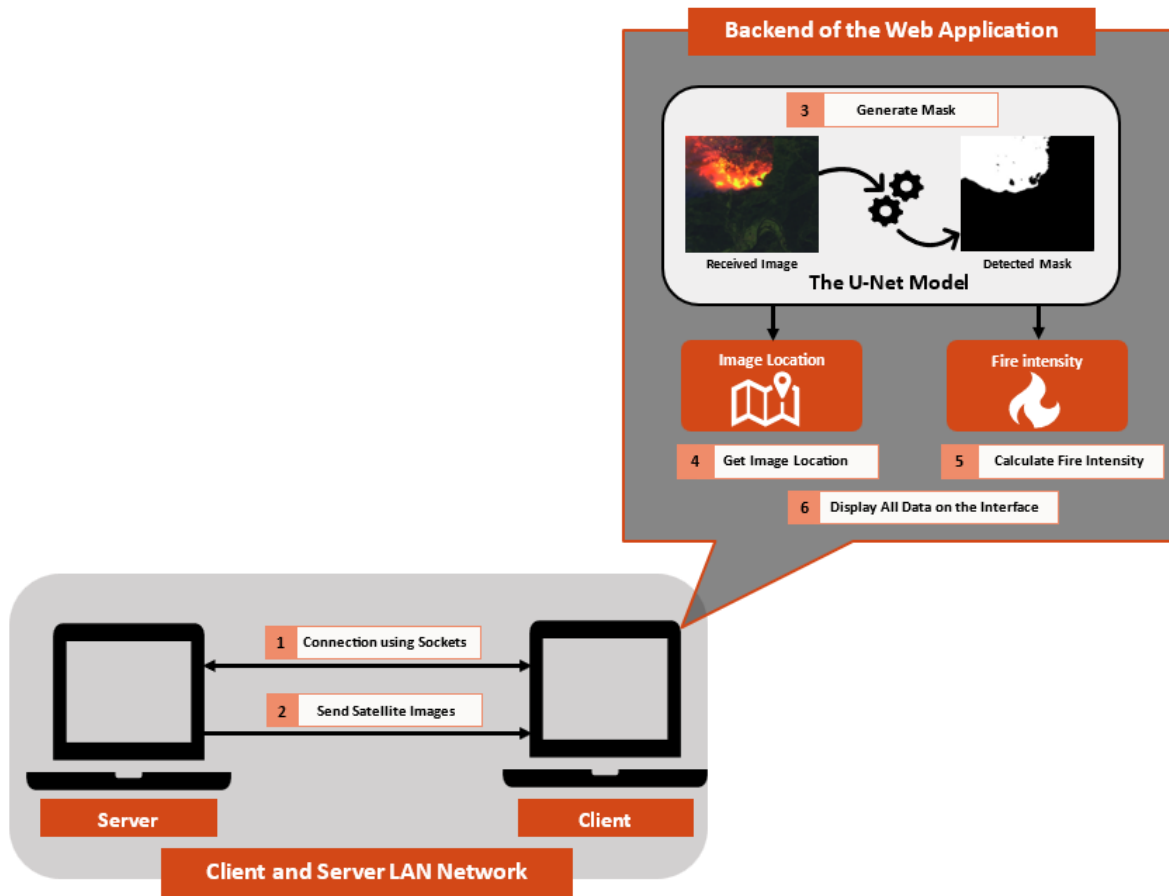 Backend of the Web Application
3 Generate Mask
Received Image
Detected Mask
The U-Net Model
Image Location
Fire intensity
4 Get Image Location
5 Calculate Fire Intensity
6 Display All Data on the Interface
1 Connection using Sockets
2 Send Satellite Images
Server
Client
Client and Server LAN Network